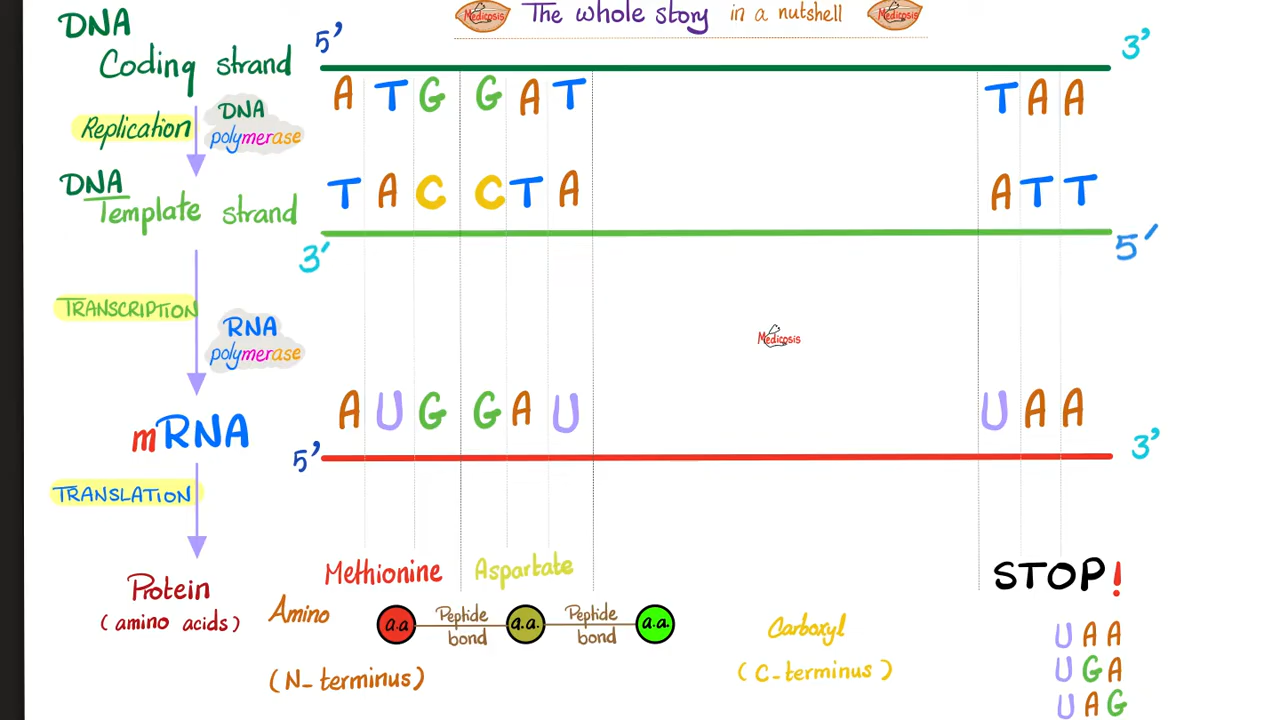 Medicosis The whole story in a nutshell Medicosis
DNA
Coding strand
5' 3'
A T G G A T T A A
Replication
DNA
polymerase
DNA
Template strand
T A C C T A A T T
3' 5'
TRANSCRIPTION
RNA
polymerase
Medicosis
mRNA
A U G G A U U A A
5' 3'
TRANSLATION
Protein
(amino acids)
Methionine Aspartate STOP!
Amino
(N-terminus)
a.a Peptide bond a.a. Peptide bond a.a.
Carboxyl
(C-terminus)
U A A
U G A
U A G